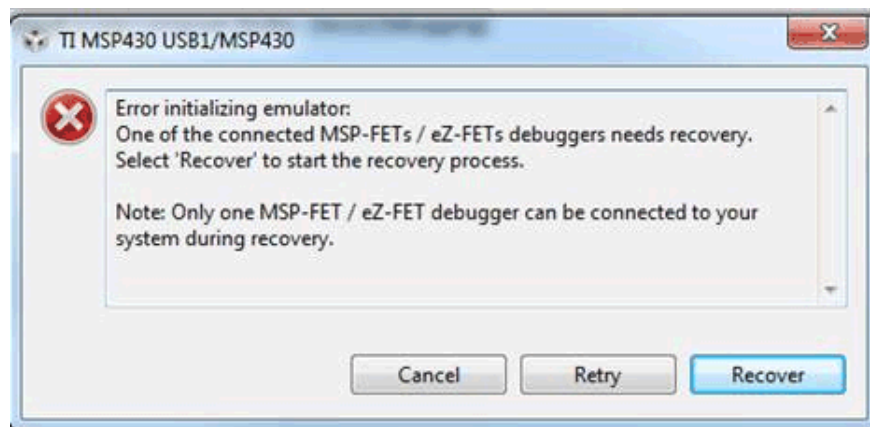 TI MSP430 USB1/MSP430
Error initializing emulator:
One of the connected MSP-FETs / eZ-FETs debuggers needs recovery.
Select 'Recover' to start the recovery process.
Note: Only one MSP-FET / eZ-FET debugger can be connected to your
system during recovery.
Cancel Retry Recover